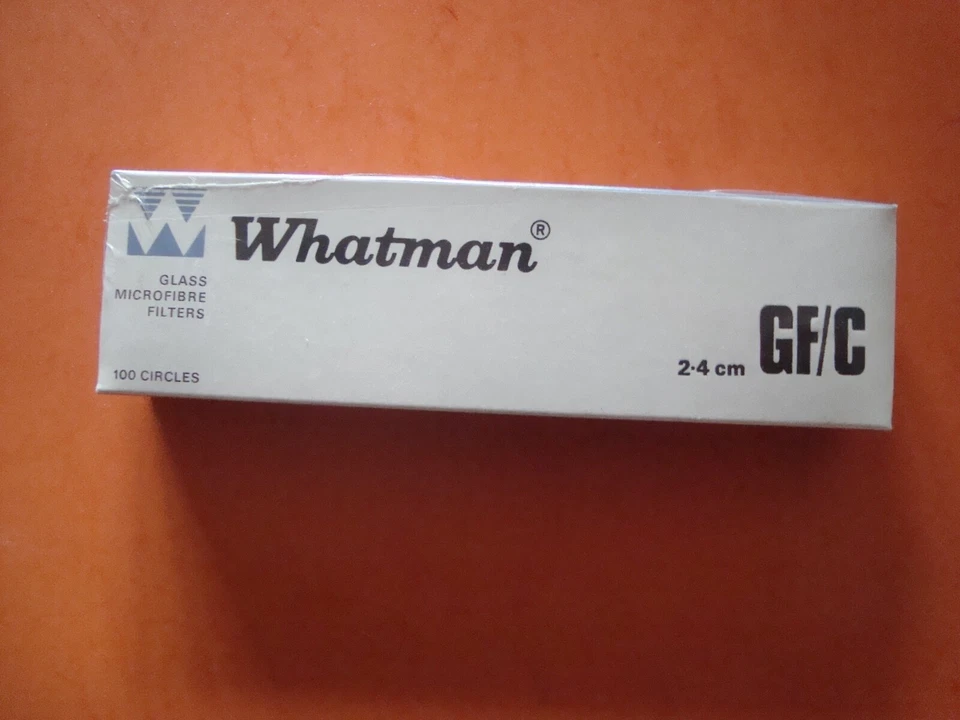 Whatman®
GLASS
MICROFIBRE
FILTERS
100 CIRCLES
2·4 cm GF/C